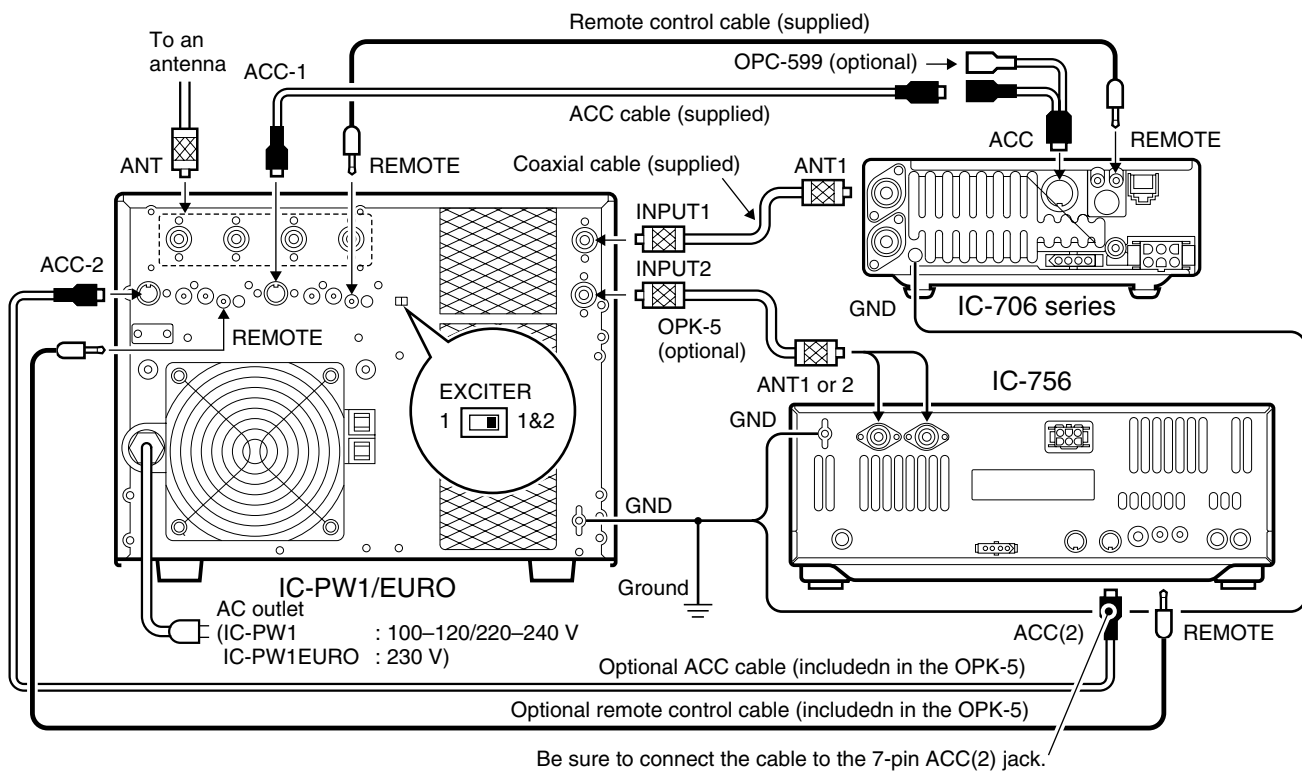 Remote control cable (supplied)
To an
antenna
ACC-1
OPC-599 (optional)
ACC cable (supplied)
ANT
REMOTE
ACC
REMOTE
Coaxial cable (supplied)
ANT1
INPUT1
ACC-2
INPUT2
GND
IC-706 series
REMOTE
OPK-5
(optional)
ANT1 or 2
IC-756
EXCITER
1 1&2
GND
GND
IC-PW1/EURO
Ground
AC outlet
(IC-PW1 : 100–120/220–240 V
IC-PW1EURO : 230 V)
ACC(2)
REMOTE
Optional ACC cable (includedn in the OPK-5)
Optional remote control cable (includedn in the OPK-5)
Be sure to connect the cable to the 7-pin ACC(2) jack.